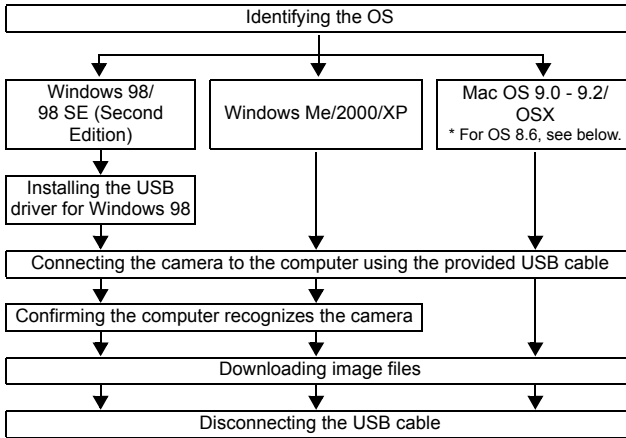 Identifying the OS
Windows 98/
98 SE (Second
Edition)
Windows Me/2000/XP
Mac OS 9.0 - 9.2/
OSX
* For OS 8.6, see below.
Installing the USB
driver for Windows 98
Connecting the camera to the computer using the provided USB cable
Confirming the computer recognizes the camera
Downloading image files
Disconnecting the USB cable